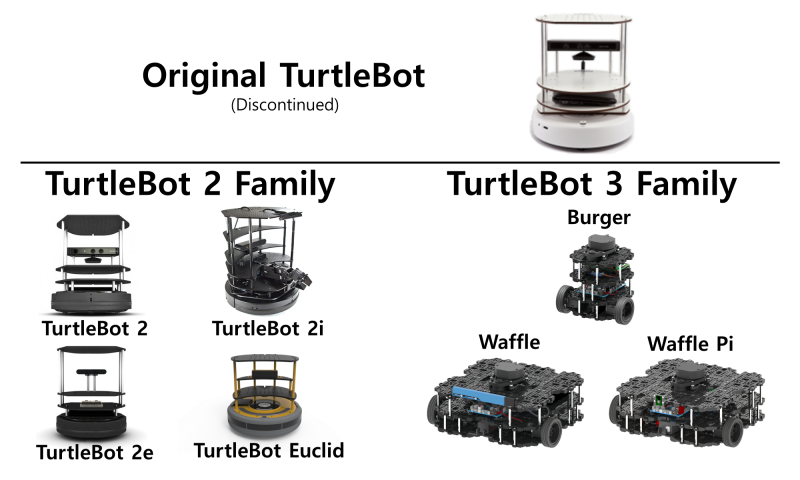 Original TurtleBot
(Discontinued)
TurtleBot 2 Family
TurtleBot 2
TurtleBot 2i
TurtleBot 2e
TurtleBot Euclid
TurtleBot 3 Family
Burger
Waffle
Waffle Pi